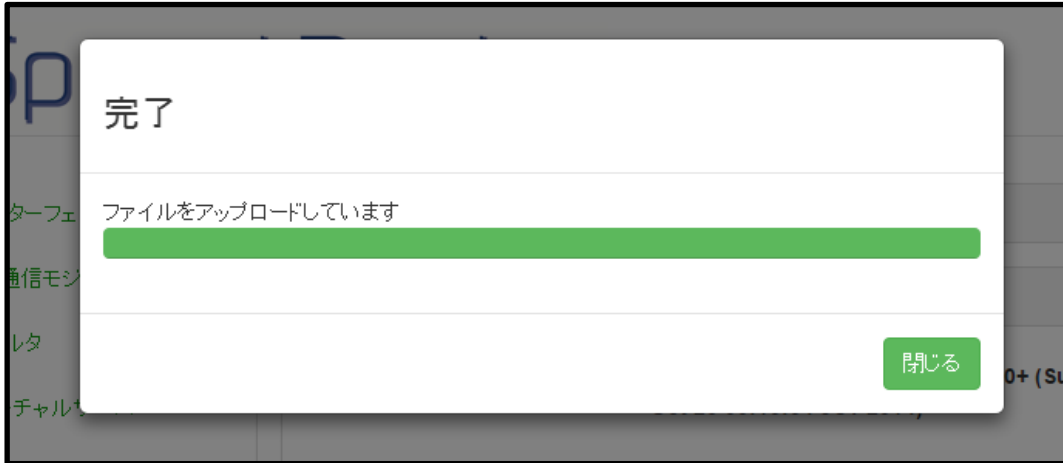 完了
ファイルをアップロードしています
閉じる
ターフェ
通信モジ
ルタ
チャルサ
0+ (Su